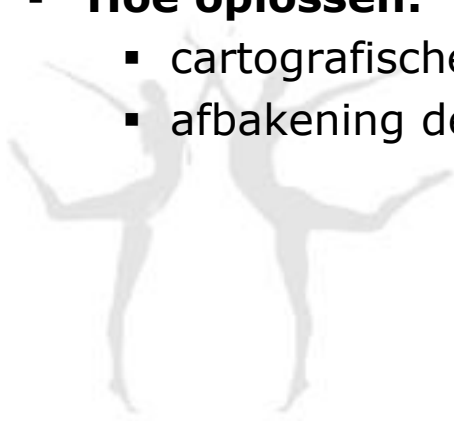 - Hoe oplossen:
▪ cartografische
▪ afbakening de